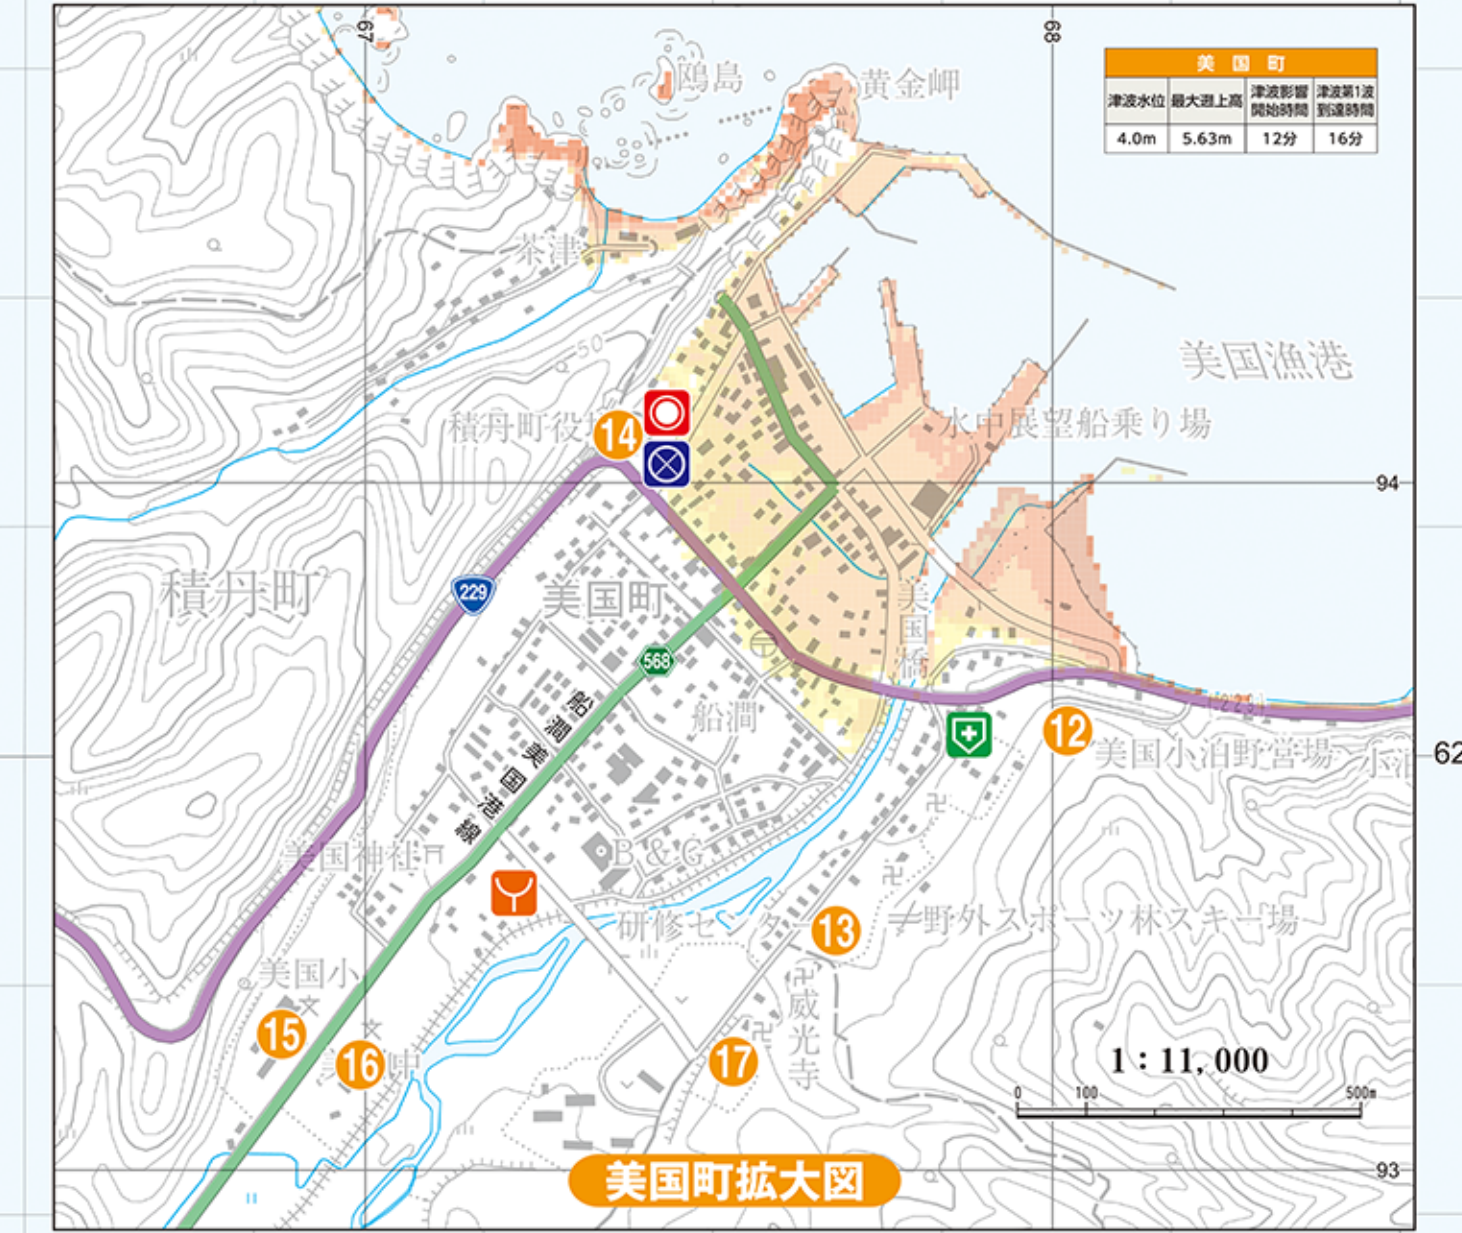 67
68
鴎島
黄金岬
美国町
津波水位
最大遡上高
津波影響
開始時間
津波第1波
到達時間
4.0m
5.63m
12分
16分
茶津
50
美国漁港
積丹町役場
14
水中展望船乗り場
94
積丹町
229
美国町
美国橋
568
船澗美国港線
船澗
229
12
美国小泊野営場
小泊
62
美国神社
B&G
研修センター
13
野外スポーツ林スキー場
美国小
威光寺
15
16
美国中
17
1:11,000
0
100
500m
93
美国町拡大図